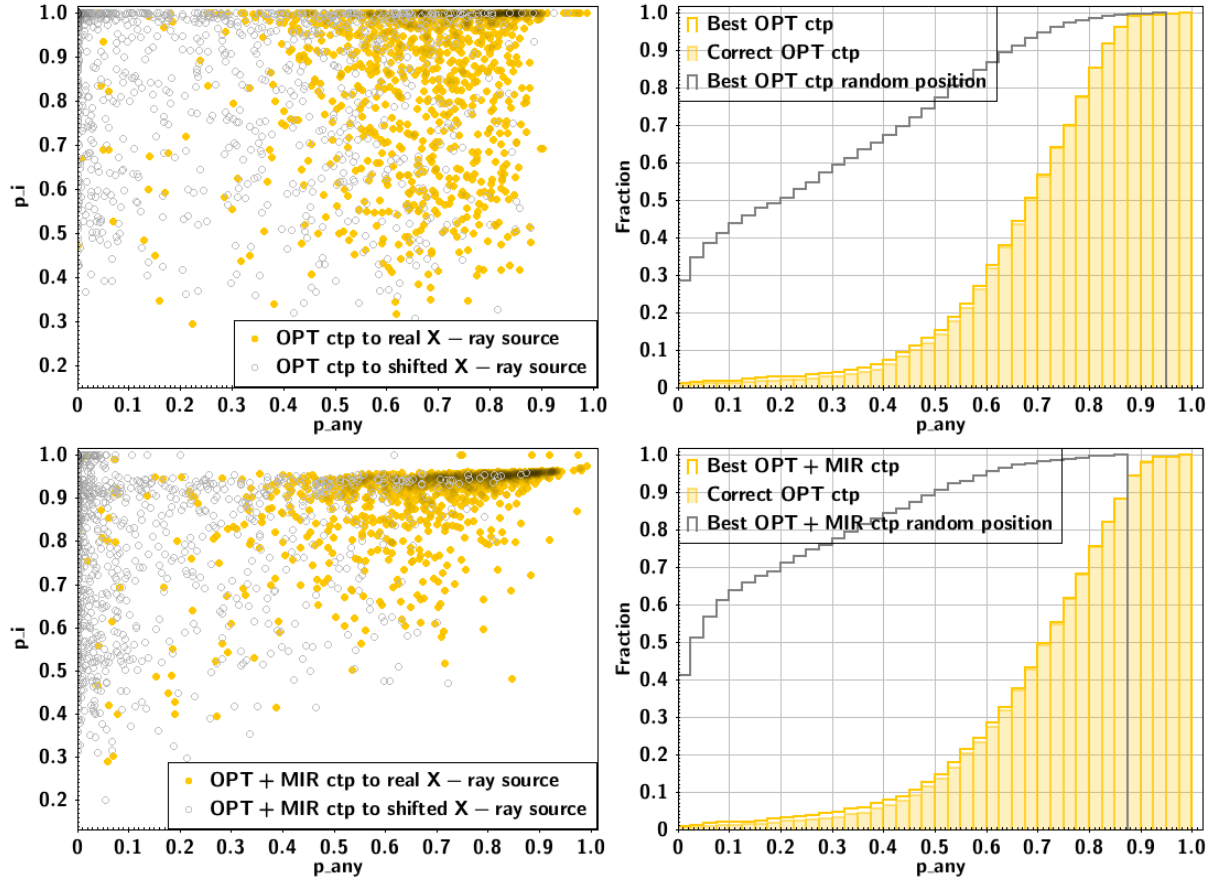 1.0
0.9
0.8
0.7
0.6
0.5
0.4
0.3
0.2
p_i
OPT ctp to real X – ray source
OPT ctp to shifted X – ray source
0 0.1 0.2 0.3 0.4 0.5 0.6 0.7 0.8 0.9 1.0
p_any
1.0
0.9
0.8
0.7
0.6
0.5
0.4
0.3
0.2
0.1
0
Fraction
Best OPT ctp
Correct OPT ctp
Best OPT ctp random position
0 0.1 0.2 0.3 0.4 0.5 0.6 0.7 0.8 0.9 1.0
p_any
1.0
0.9
0.8
0.7
0.6
0.5
0.4
0.3
0.2
p_i
OPT + MIR ctp to real X – ray source
OPT + MIR ctp to shifted X – ray source
0 0.1 0.2 0.3 0.4 0.5 0.6 0.7 0.8 0.9 1.0
p_any
1.0
0.9
0.8
0.7
0.6
0.5
0.4
0.3
0.2
0.1
0
Fraction
Best OPT + MIR ctp
Correct OPT ctp
Best OPT + MIR ctp random position
0 0.1 0.2 0.3 0.4 0.5 0.6 0.7 0.8 0.9 1.0
p_any